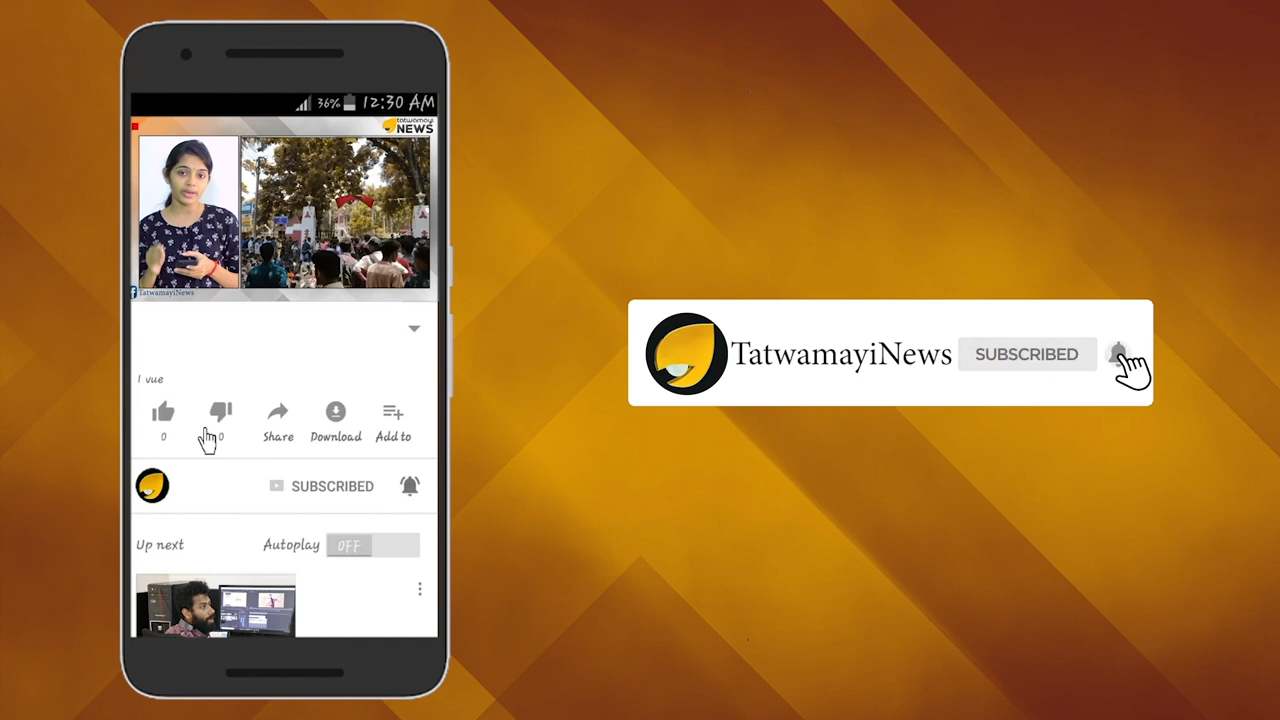 36% 12:30 AM
tatwamayi
NEWS
TatwamayiNews
1 vue
0 0
Share Download Add to
SUBSCRIBED
Up next Autoplay OFF
TatwamayiNews SUBSCRIBED